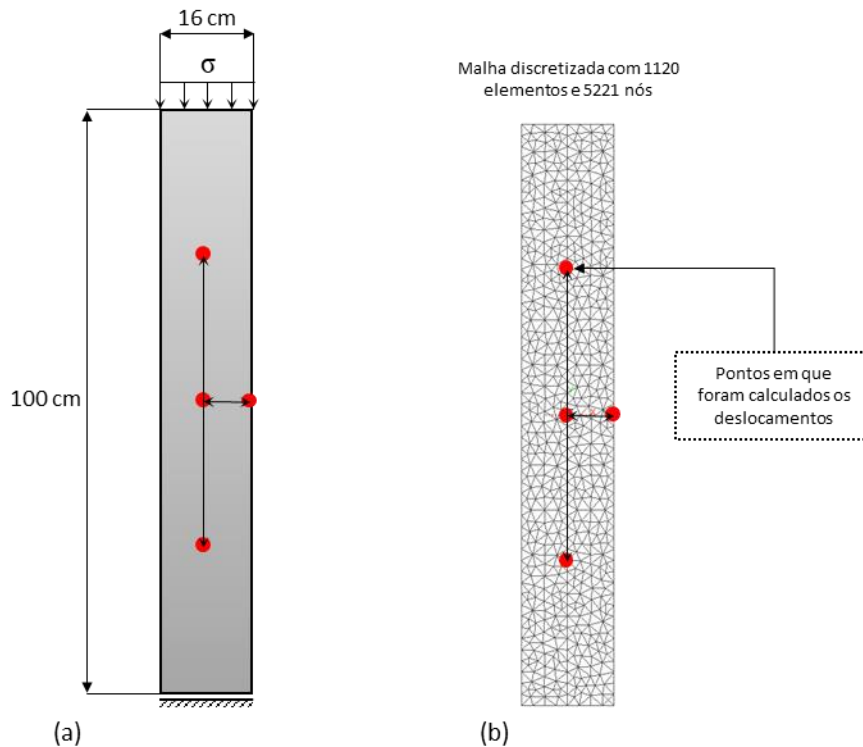 16 cm
σ
100 cm
(a)
Malha discretizada com 1120
elementos e 5221 nós
Pontos em que
foram calculados os
deslocamentos
(b)